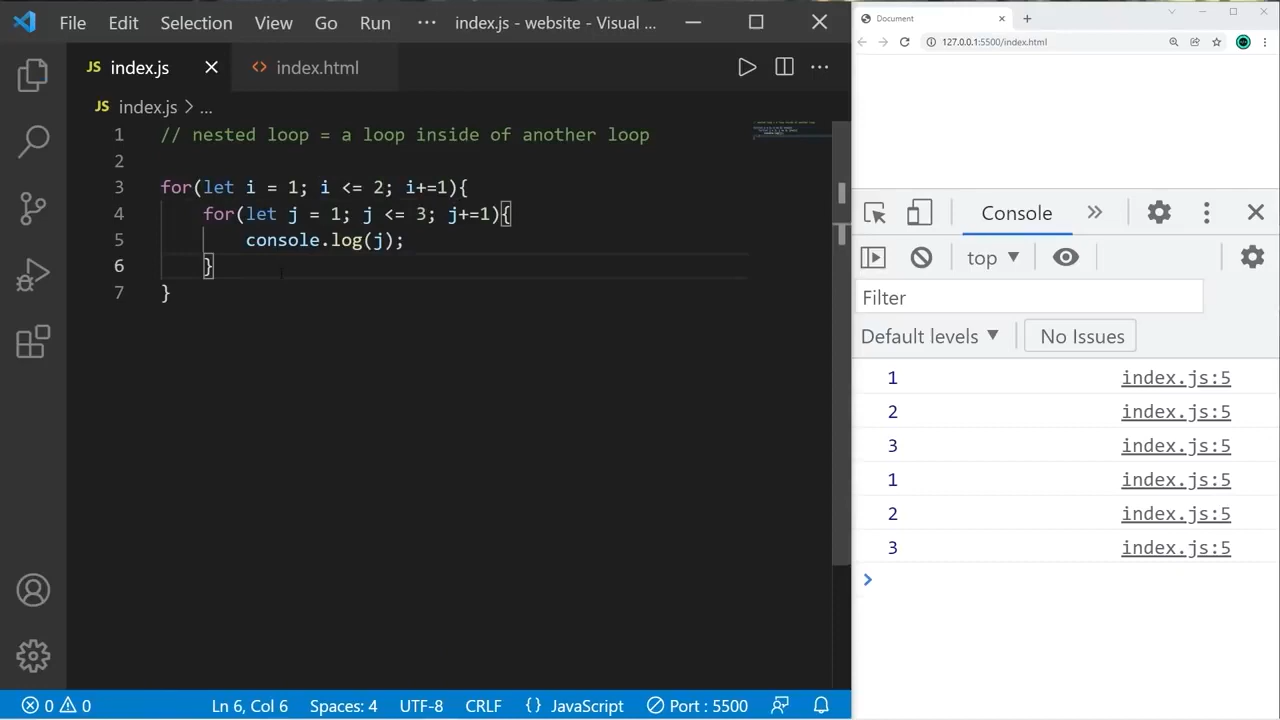 File Edit Selection View Go Run ··· index.js - website - Visual ...
JS index.js index.html
JS index.js > ...
1 // nested loop = a loop inside of another loop
2
3 for(let i = 1; i <= 2; i+=1){
4 for(let j = 1; j <= 3; j+=1){
5 console.log(j);
6 }
7 }
0 0 Ln 6, Col 6 Spaces: 4 UTF-8 CRLF {} JavaScript Port : 5500
Document
127.0.0.1:5500/index.html
Console
top
Filter
Default levels No Issues
1 index.js:5
2 index.js:5
3 index.js:5
1 index.js:5
2 index.js:5
3 index.js:5
>